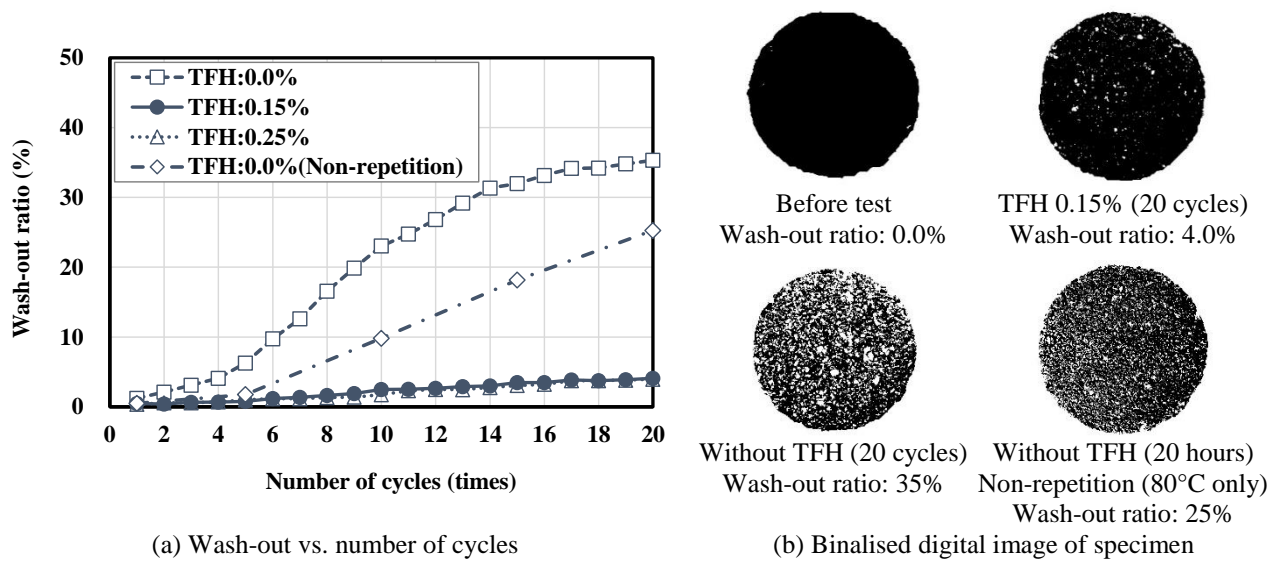 50
40
30
20
10
0
Wash-out ratio (%)
TFH:0.0%
TFH:0.15%
TFH:0.25%
TFH:0.0%(Non-repetition)
0 2 4 6 8 10 12 14 16 18 20
Number of cycles (times)
(a) Wash-out vs. number of cycles
Before test
Wash-out ratio: 0.0%
TFH 0.15% (20 cycles)
Wash-out ratio: 4.0%
Without TFH (20 cycles)
Wash-out ratio: 35%
Without TFH (20 hours)
Non-repetition (80°C only)
Wash-out ratio: 25%
(b) Binalised digital image of specimen